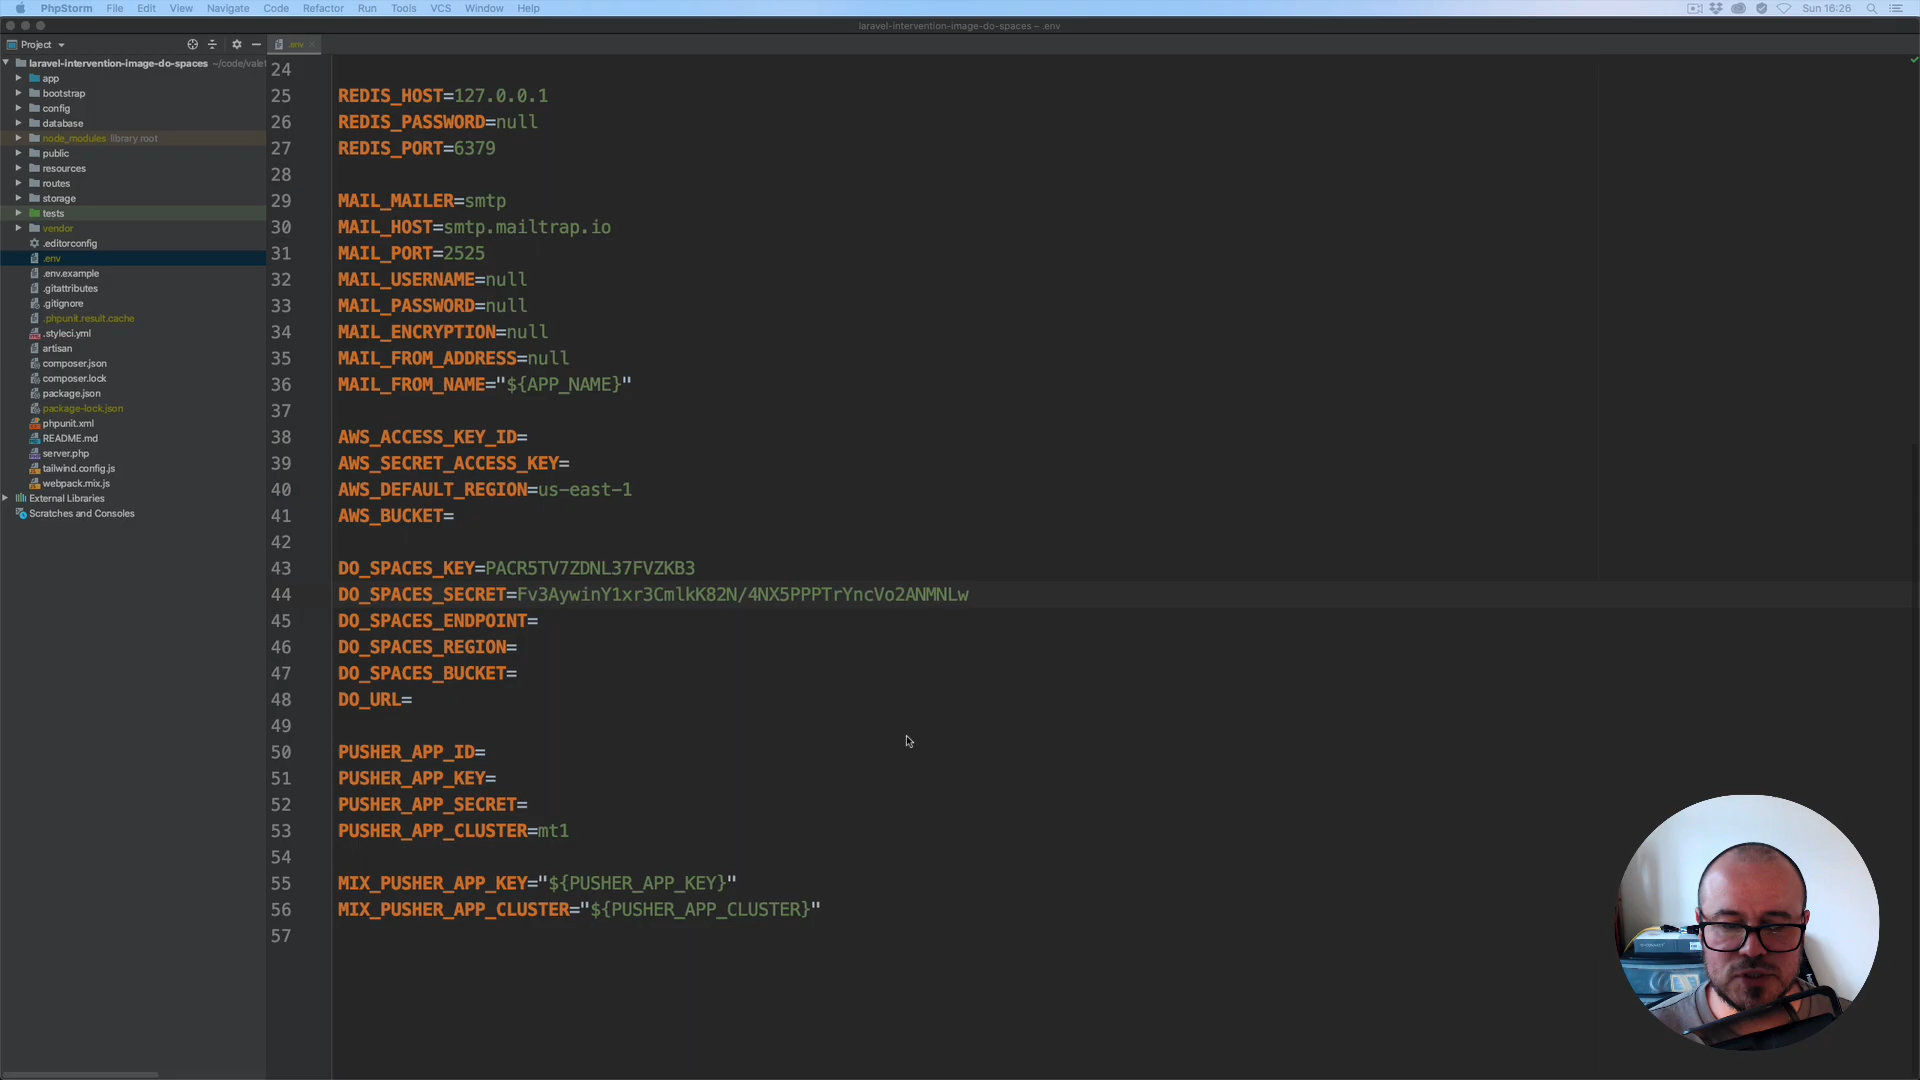 PhpStorm File Edit View Navigate Code Refactor Run Tools VCS Window Help Sun 16:26
laravel-intervention-image-do-spaces – .env
Project
.env
laravel-intervention-image-do-spaces ~/code/valet
app
bootstrap
config
database
node_modules library root
public
resources
routes
storage
tests
vendor
.editorconfig
.env
.env.example
.gitattributes
.gitignore
.phpunit.result.cache
.styleci.yml
artisan
composer.json
composer.lock
package.json
package-lock.json
phpunit.xml
README.md
server.php
tailwind.config.js
webpack.mix.js
External Libraries
Scratches and Consoles
24
25 REDIS_HOST=127.0.0.1
26 REDIS_PASSWORD=null
27 REDIS_PORT=6379
28
29 MAIL_MAILER=smtp
30 MAIL_HOST=smtp.mailtrap.io
31 MAIL_PORT=2525
32 MAIL_USERNAME=null
33 MAIL_PASSWORD=null
34 MAIL_ENCRYPTION=null
35 MAIL_FROM_ADDRESS=null
36 MAIL_FROM_NAME="${APP_NAME}"
37
38 AWS_ACCESS_KEY_ID=
39 AWS_SECRET_ACCESS_KEY=
40 AWS_DEFAULT_REGION=us-east-1
41 AWS_BUCKET=
42
43 DO_SPACES_KEY=PACR5TV7ZDNL37FVZKB3
44 DO_SPACES_SECRET=Fv3AywinY1xr3CmlkK82N/4NX5PPPTrYncVo2ANMNLw
45 DO_SPACES_ENDPOINT=
46 DO_SPACES_REGION=
47 DO_SPACES_BUCKET=
48 DO_URL=
49
50 PUSHER_APP_ID=
51 PUSHER_APP_KEY=
52 PUSHER_APP_SECRET=
53 PUSHER_APP_CLUSTER=mt1
54
55 MIX_PUSHER_APP_KEY="${PUSHER_APP_KEY}"
56 MIX_PUSHER_APP_CLUSTER="${PUSHER_APP_CLUSTER}"
57